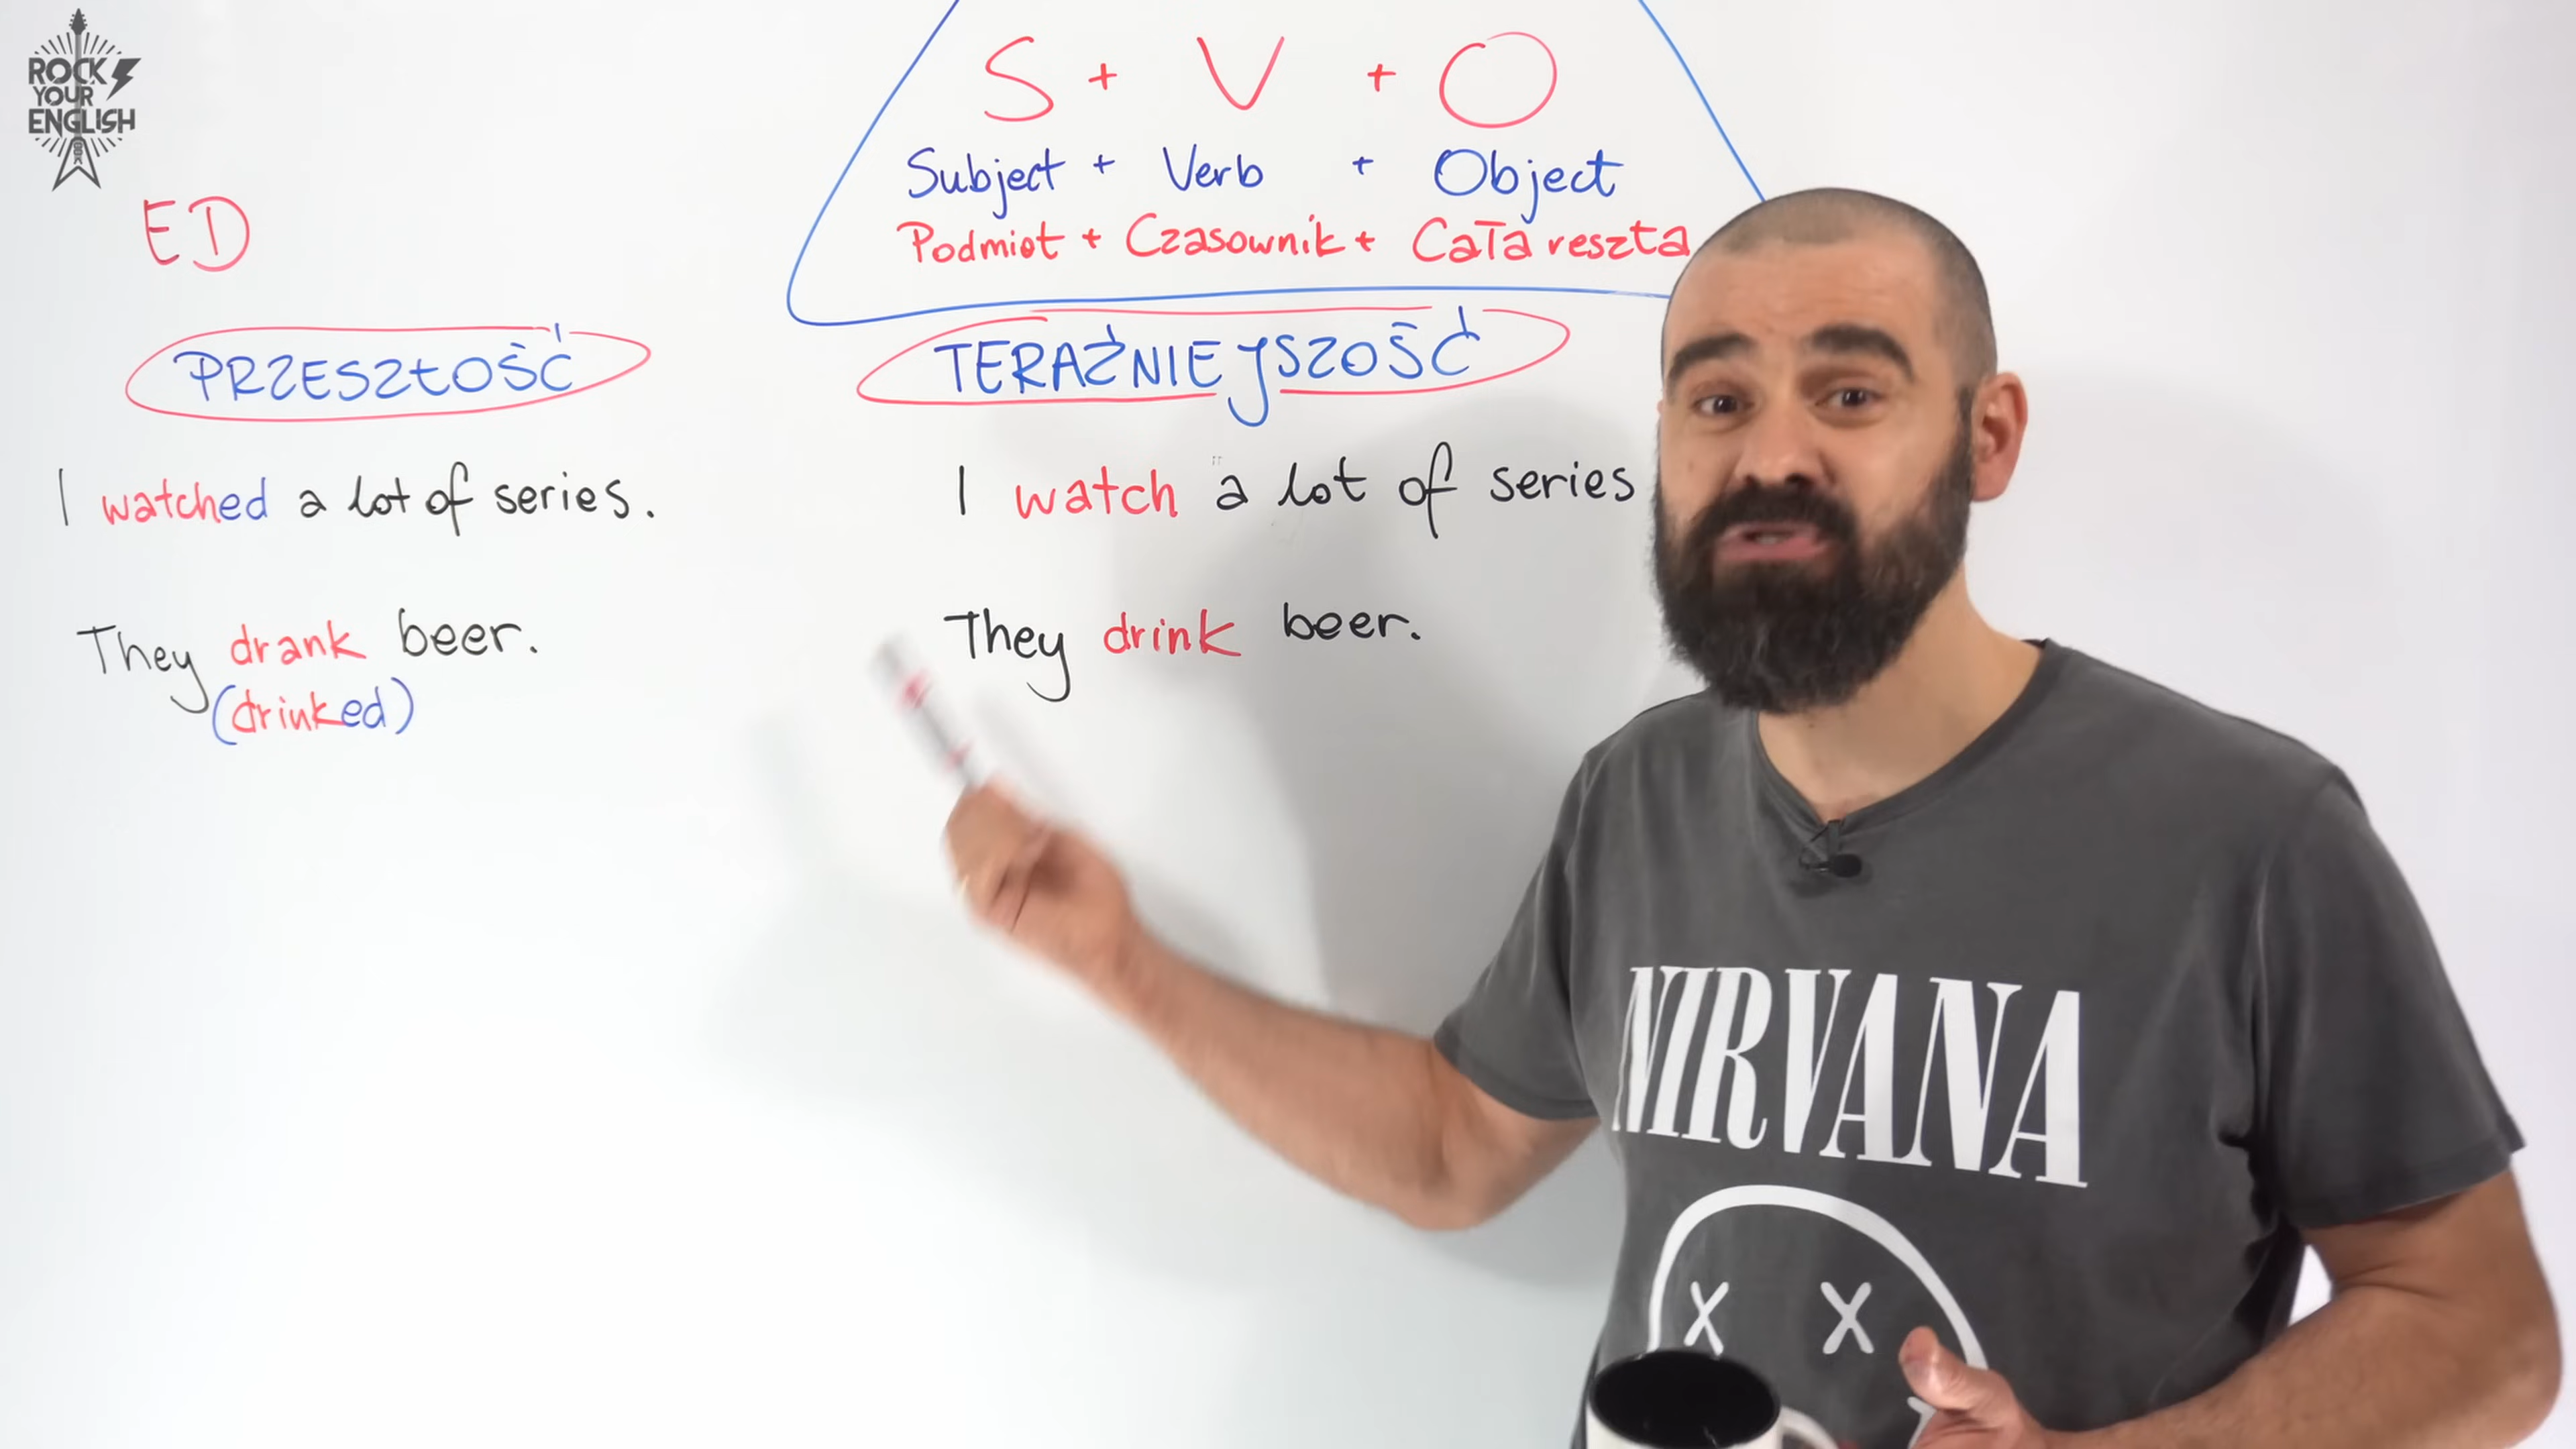 ROCK
YOUR
ENGLISH
S + V + O
Subject + Verb + Object
Podmiot + Czasownik + Cała reszta
ED
PRZESZŁOŚĆ
TERAŹNIEJSZOŚĆ
I watched a lot of series.
I watch a lot of series
They drank beer.
(drinked)
They drink beer.
NIRVANA
X X